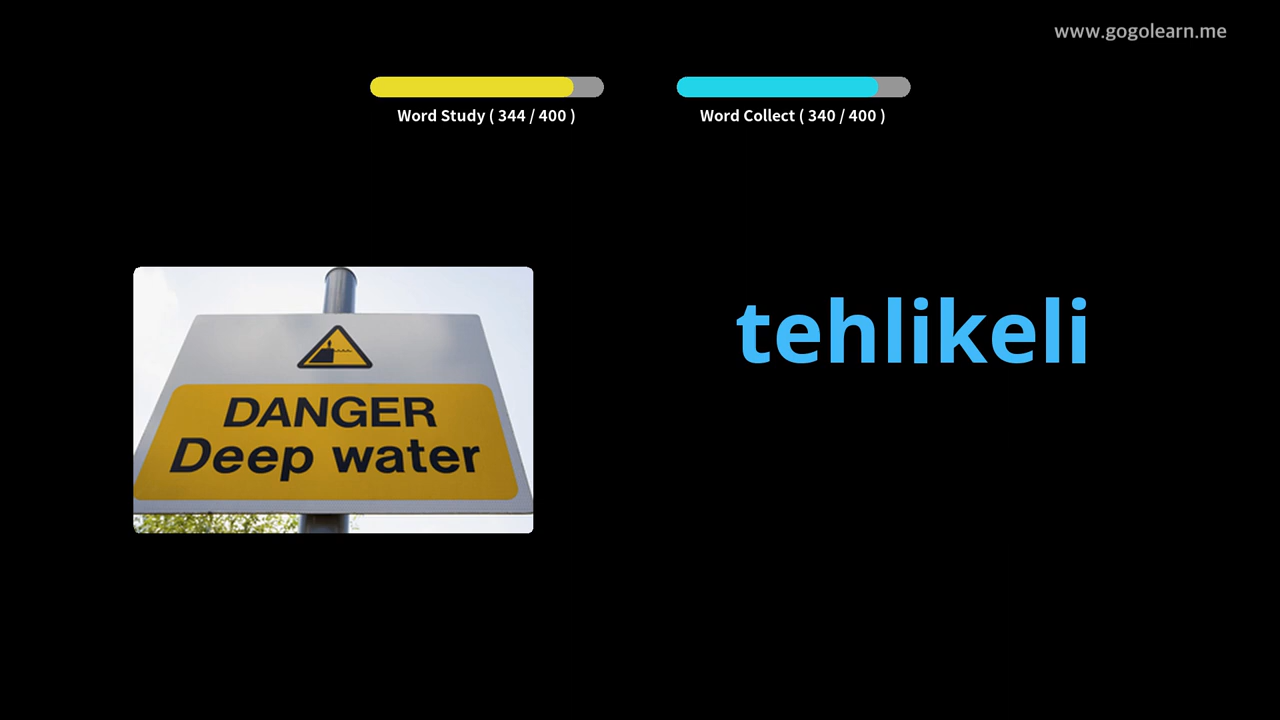 www.gogolearn.me
Word Study ( 344 / 400 )
Word Collect ( 340 / 400 )
DANGER
Deep water
tehlikeli